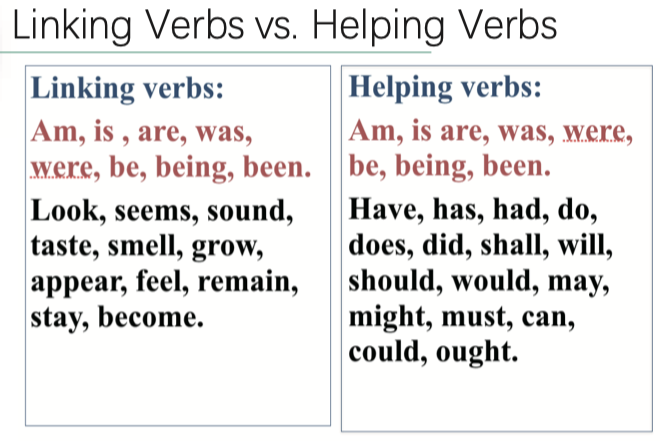 Linking Verbs vs. Helping Verbs
Linking verbs:
Am, is , are, was,
were, be, being, been.
Look, seems, sound,
taste, smell, grow,
appear, feel, remain,
stay, become.
Helping verbs:
Am, is are, was, were,
be, being, been.
Have, has, had, do,
does, did, shall, will,
should, would, may,
might, must, can,
could, ought.